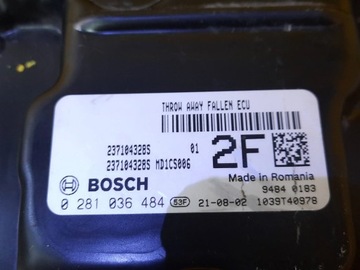 THROW AWAY FALLEN ECU
237104328S 01
237104328S MD1CS006
2F
Made in Romania
BOSCH
9484 0183
0 281 036 484 53F 21-08-02 1039T40978